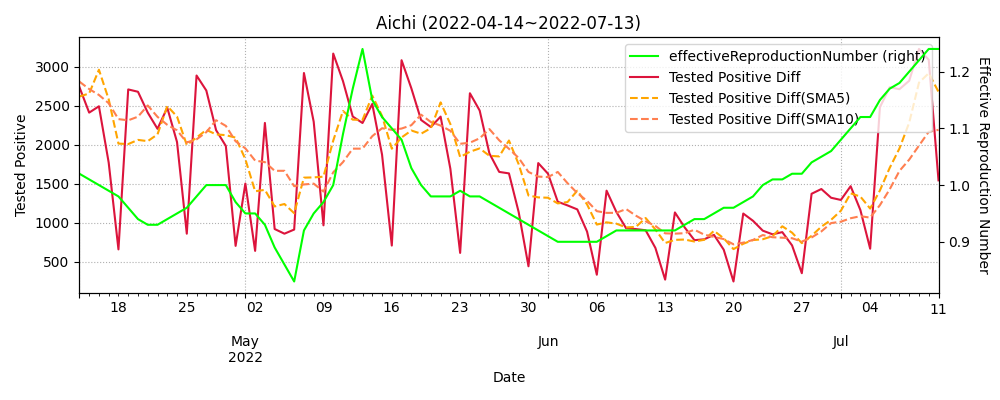 Aichi (2022-04-14~2022-07-13)
effectiveReproductionNumber (right)
Tested Positive Diff
Tested Positive Diff(SMA5)
Tested Positive Diff(SMA10)
Tested Positive
3000
2500
2000
1500
1000
500
1.2
1.1
1.0
0.9
Effective Reproduction Number
18 25 02 09 16 23 30 06 13 20 27 04 11
May Jun Jul
2022
Date